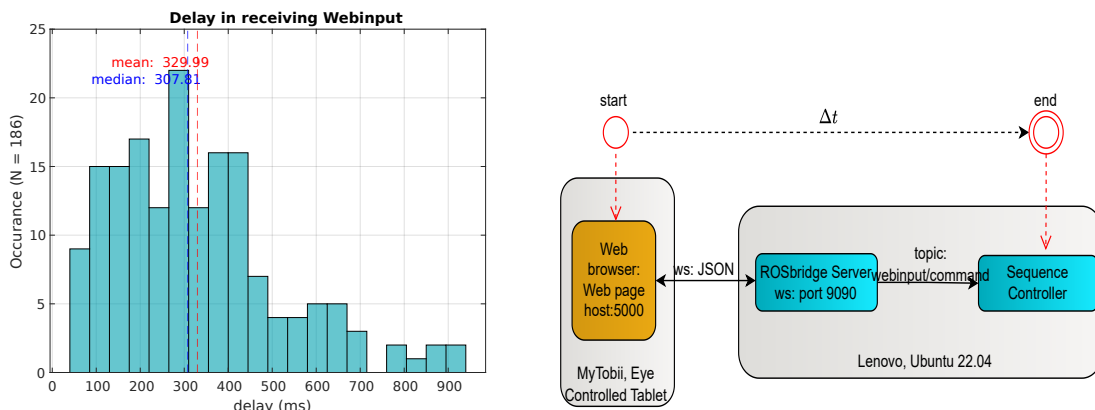 Delay in receiving Webinput
mean: 329.99
median: 307.81
Occurance (N = 186)
25
20
15
10
5
0
0 100 200 300 400 500 600 700 800 900
delay (ms)
start
end
Δt
Web
browser:
Web page
host:5000
ws: JSON
ROSbridge Server
ws: port 9090
topic:
webinput/command
Sequence
Controller
MyTobii, Eye
Controlled Tablet
Lenovo, Ubuntu 22.04